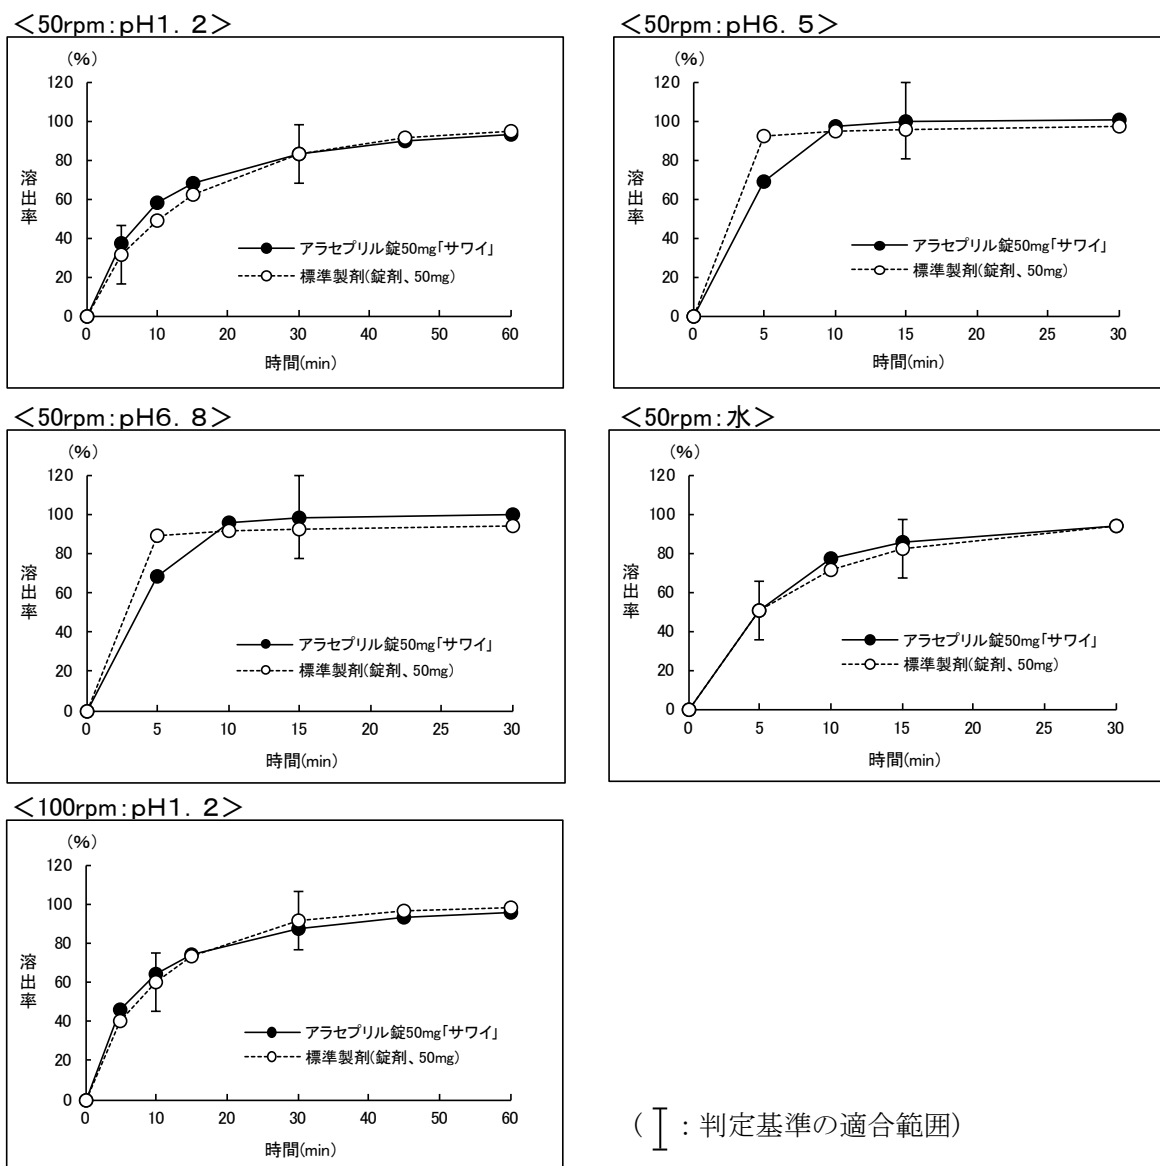 <50rpm:pH1. 2>
(%)
120
100
80
60
40
20
0
溶出率
アラセプリル錠50mg「サワイ」
標準製剤(錠剤、50mg)
0 10 20 30 40 50 60
時間(min)
<50rpm:pH6. 5>
(%)
120
100
80
60
40
20
0
溶出率
アラセプリル錠50mg「サワイ」
標準製剤(錠剤、50mg)
0 5 10 15 20 25 30
時間(min)
<50rpm:pH6. 8>
(%)
120
100
80
60
40
20
0
溶出率
アラセプリル錠50mg「サワイ」
標準製剤(錠剤、50mg)
0 5 10 15 20 25 30
時間(min)
<50rpm:水>
(%)
120
100
80
60
40
20
0
溶出率
アラセプリル錠50mg「サワイ」
標準製剤(錠剤、50mg)
0 5 10 15 20 25 30
時間(min)
<100rpm:pH1. 2>
(%)
120
100
80
60
40
20
0
溶出率
アラセプリル錠50mg「サワイ」
標準製剤(錠剤、50mg)
0 10 20 30 40 50 60
時間(min)
( : 判定基準の適合範囲)